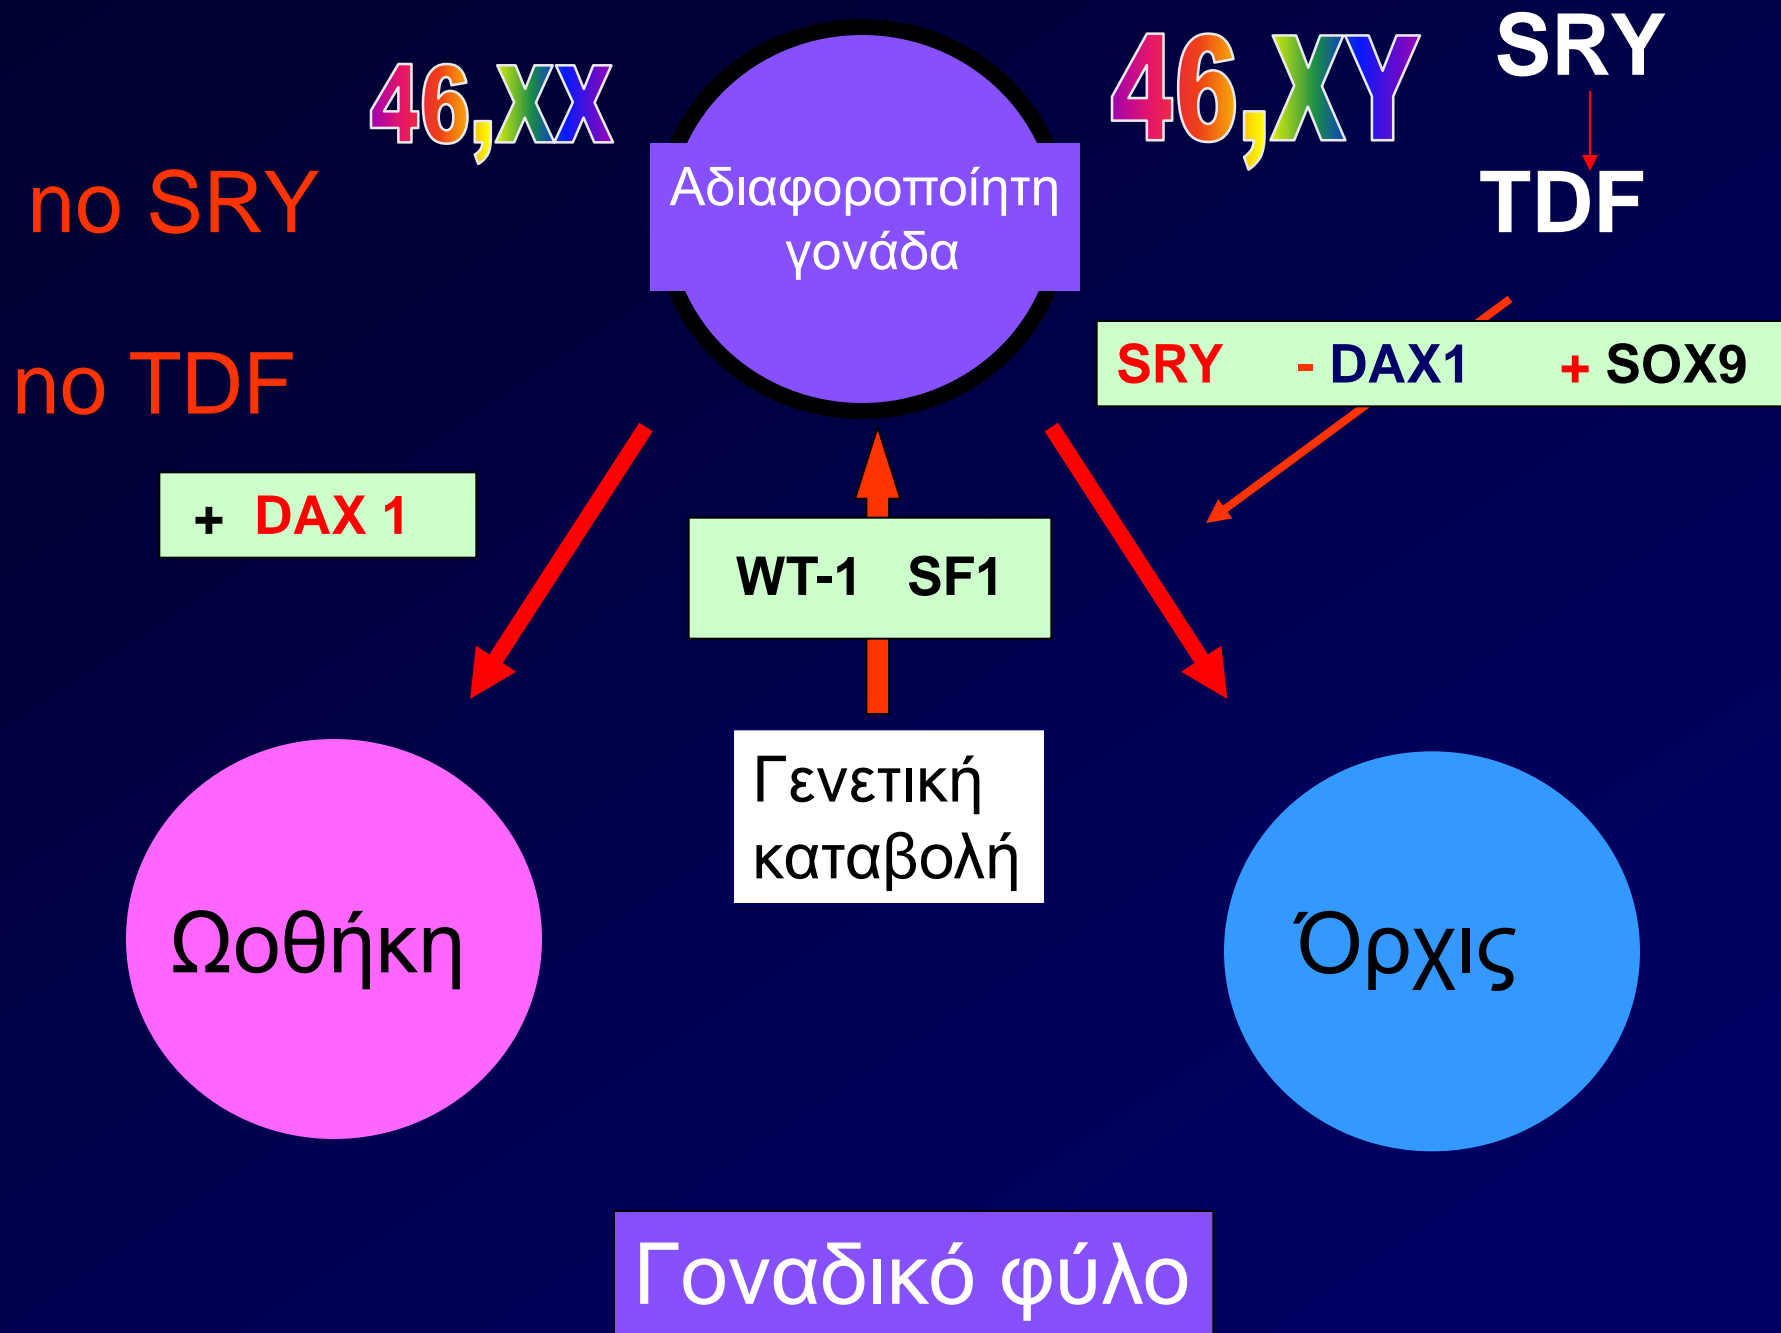 46,XX
46,XY
SRY
TDF
no SRY
no TDF
Αδιαφοροποίητη
γονάδα
SRY - DAX1 + SOX9
+ DAX 1
WT-1 SF1
Γενετική
καταβολή
Ωοθήκη
Όρχις
Γοναδικό φύλο